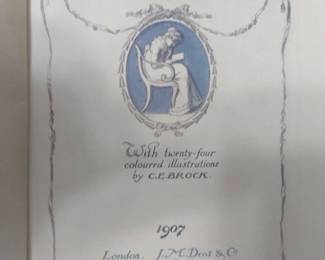 With twenty-four
coloured illustrations
by C.E.BROCK.
1907
London. J.M.Dent & Co